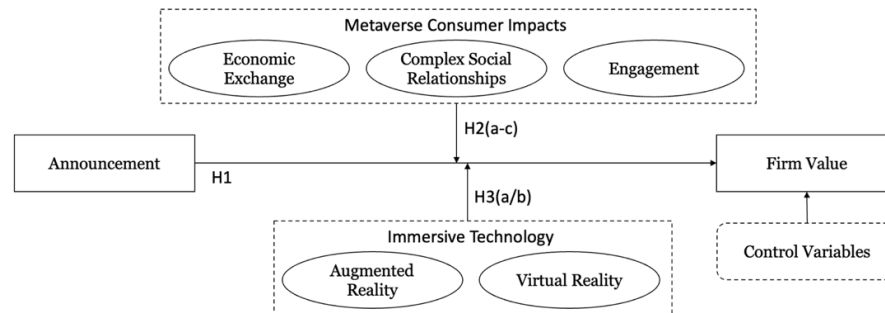 Metaverse Consumer Impacts
Economic
Exchange
Complex Social
Relationships
Engagement
H2(a-c)
Announcement
H1
Firm Value
H3(a/b)
Immersive Technology
Augmented
Reality
Virtual Reality
Control Variables